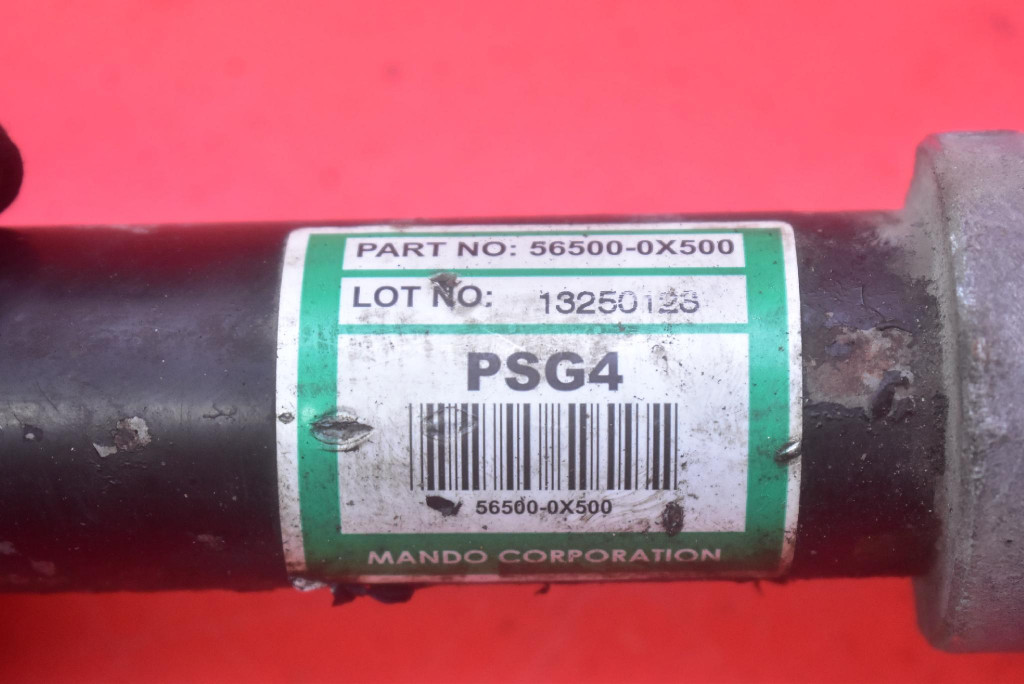 PART NO: 56500-0X500
LOT NO: 13250123
PSG4
56500-0X500
MANDO CORPORATION